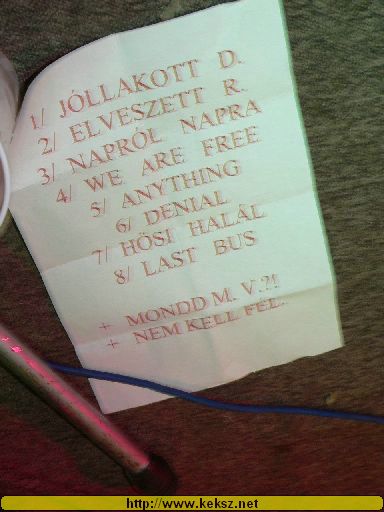 1/ JÓLLAKOTT D.
2/ ELVESZETT R.
3/ NAPRÓL NAPRA
4/ WE ARE FREE
5/ ANYTHING
6/ DENIAL
7/ HŐSI HALÁL
8/ LAST BUS
+ MONDD M. V.?!
+ NEM KELL FÉL.
http://www.keksz.net